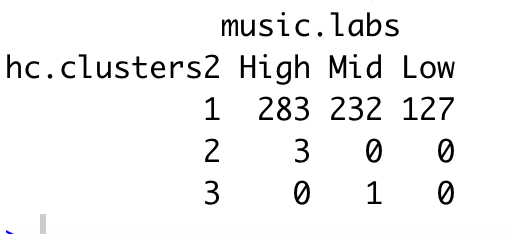 music.labs
hc.clusters2 High Mid Low
1 283 232 127
2 3 0 0
3 0 1 0